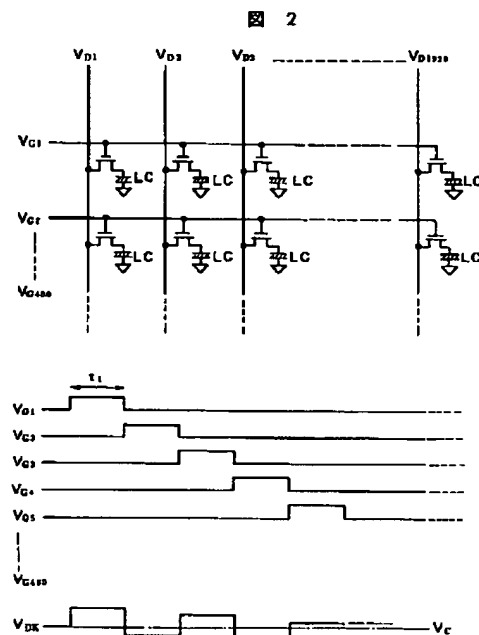 図 2
VD1 VD2 VD3 VD1920
VG1
LC LC LC LC
VG2
LC LC LC LC
VG480
t1
VG1
VG2
VG3
VG4
VG5
VG480
VDK VC